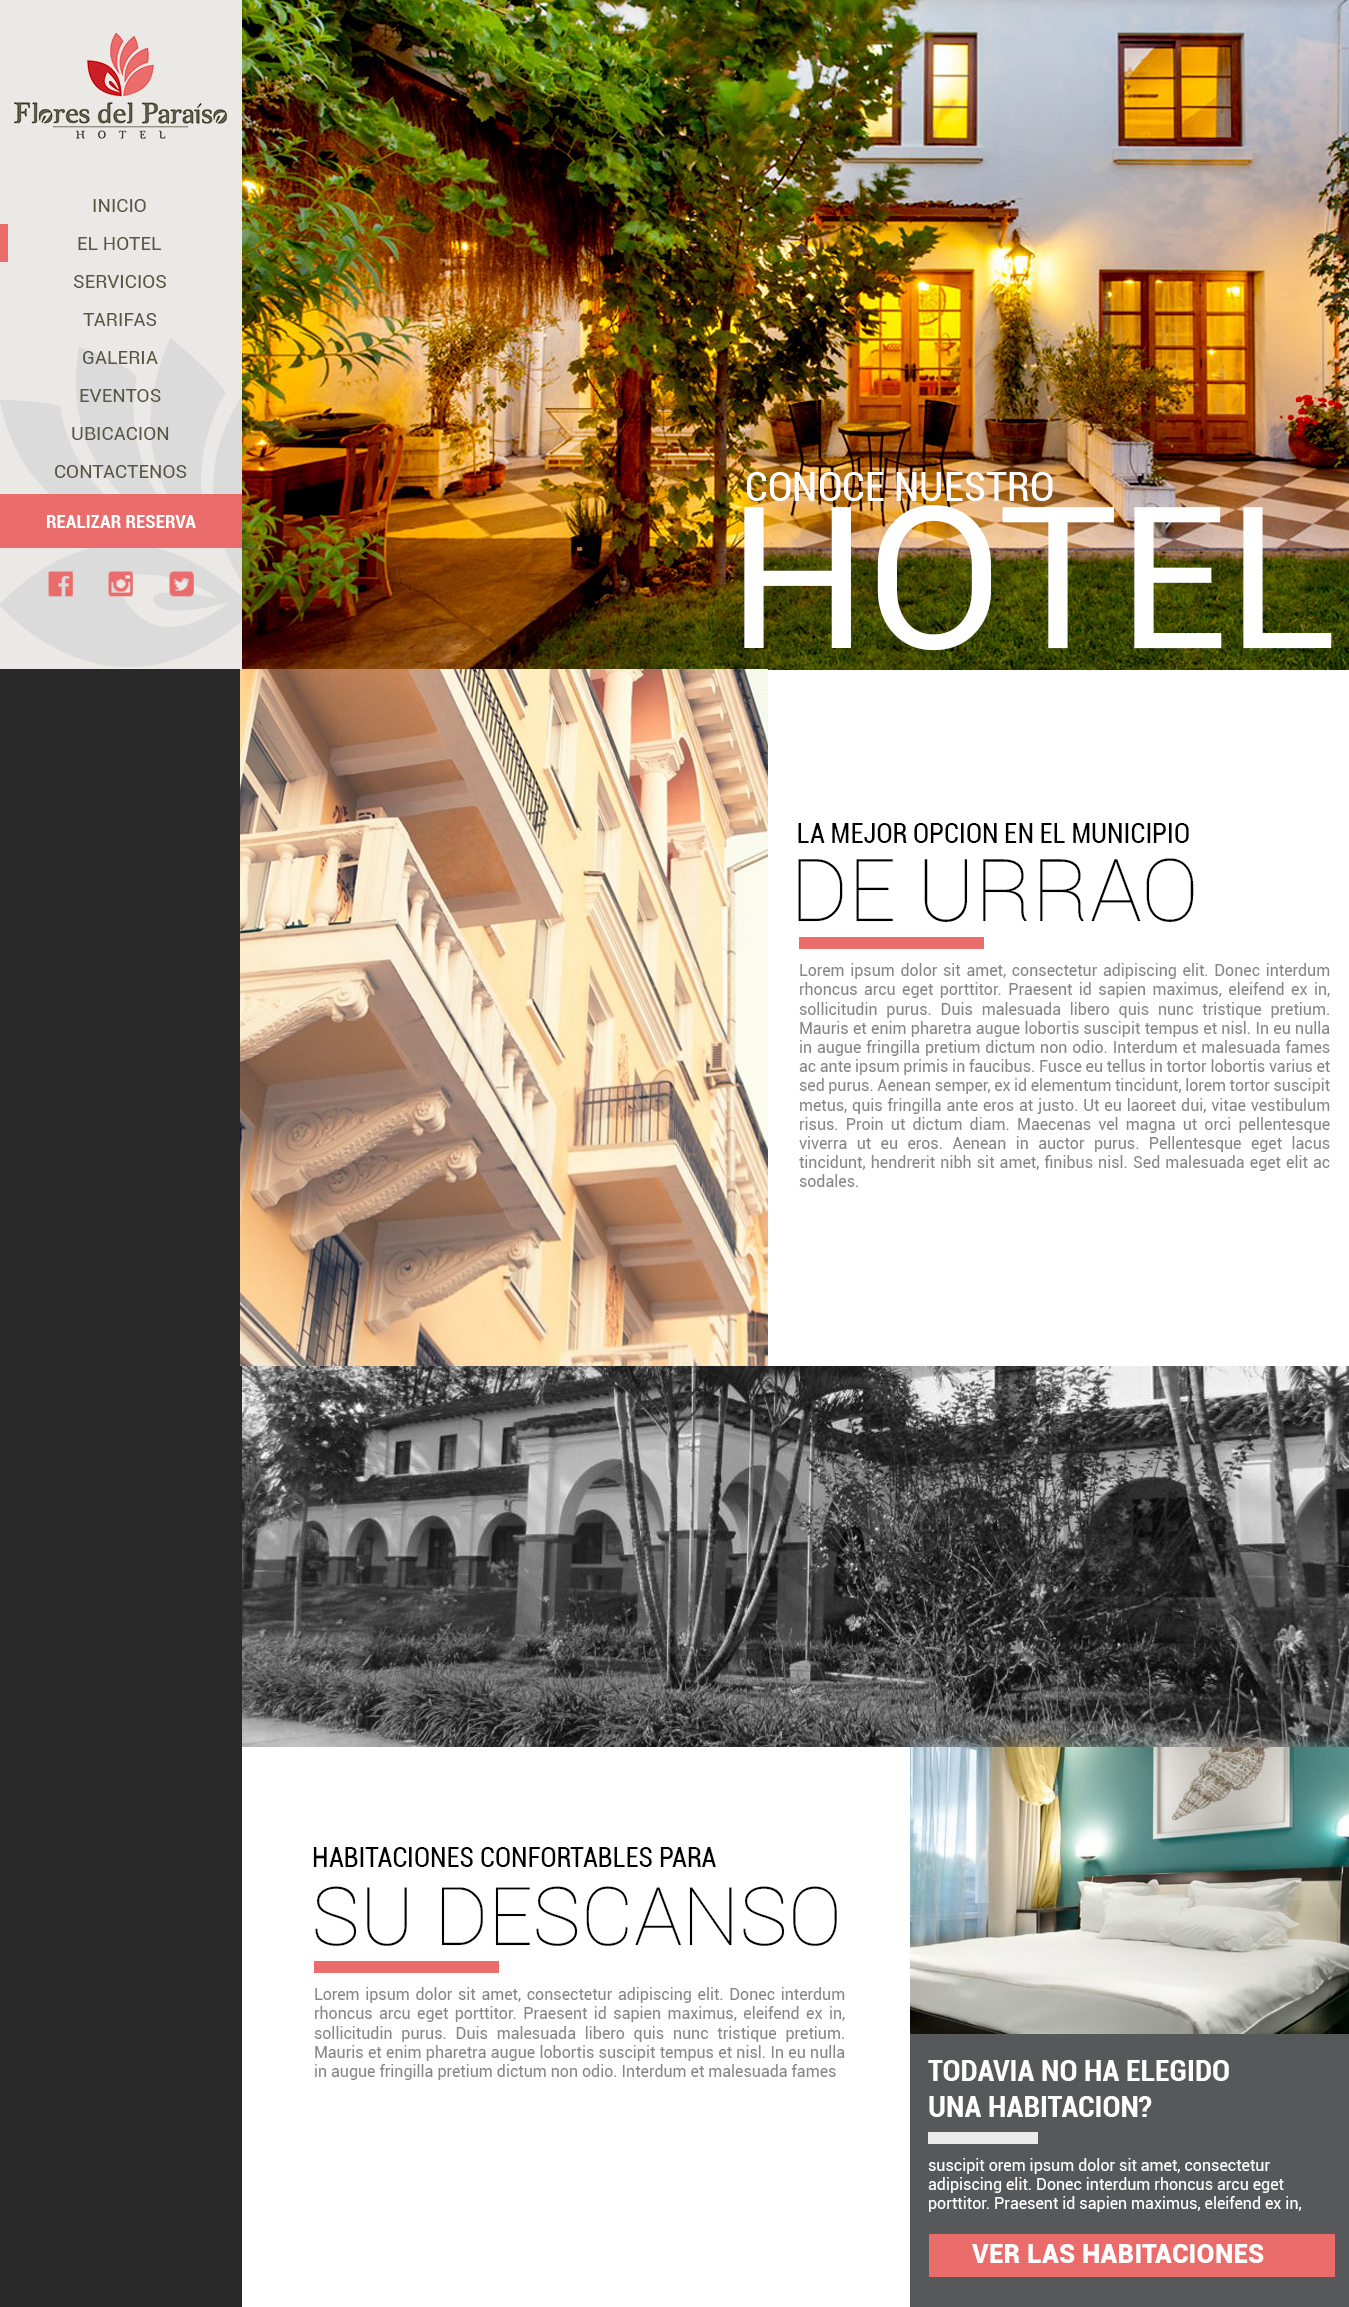 Flores del Paraíso
HOTEL
INICIO
EL HOTEL
SERVICIOS
TARIFAS
GALERIA
EVENTOS
UBICACION
CONTACTENOS
REALIZAR RESERVA
CONOCE NUESTRO
HOTEL
LA MEJOR OPCION EN EL MUNICIPIO
DE URRAO
Lorem ipsum dolor sit amet, consectetur adipiscing elit. Donec interdum
rhoncus arcu eget porttitor. Praesent id sapien maximus, eleifend ex in,
sollicitudin purus. Duis malesuada libero quis nunc tristique pretium.
Mauris et enim pharetra augue lobortis suscipit tempus et nisl. In eu nulla
in augue fringilla pretium dictum non odio. Interdum et malesuada fames
ac ante ipsum primis in faucibus. Fusce eu tellus in tortor lobortis varius et
sed purus. Aenean semper, ex id elementum tincidunt, lorem tortor suscipit
metus, quis fringilla ante eros at justo. Ut eu laoreet dui, vitae vestibulum
risus. Proin ut dictum diam. Maecenas vel magna ut orci pellentesque
viverra ut eu eros. Aenean in auctor purus. Pellentesque eget lacus
tincidunt, hendrerit nibh sit amet, finibus nisl. Sed malesuada eget elit ac
sodales.
HABITACIONES CONFORTABLES PARA
SU DESCANSO
Lorem ipsum dolor sit amet, consectetur adipiscing elit. Donec interdum
rhoncus arcu eget porttitor. Praesent id sapien maximus, eleifend ex in,
sollicitudin purus. Duis malesuada libero quis nunc tristique pretium.
Mauris et enim pharetra augue lobortis suscipit tempus et nisl. In eu nulla
in augue fringilla pretium dictum non odio. Interdum et malesuada fames
TODAVIA NO HA ELEGIDO
UNA HABITACION?
suscipit orem ipsum dolor sit amet, consectetur
adipiscing elit. Donec interdum rhoncus arcu eget
porttitor. Praesent id sapien maximus, eleifend ex in,
VER LAS HABITACIONES